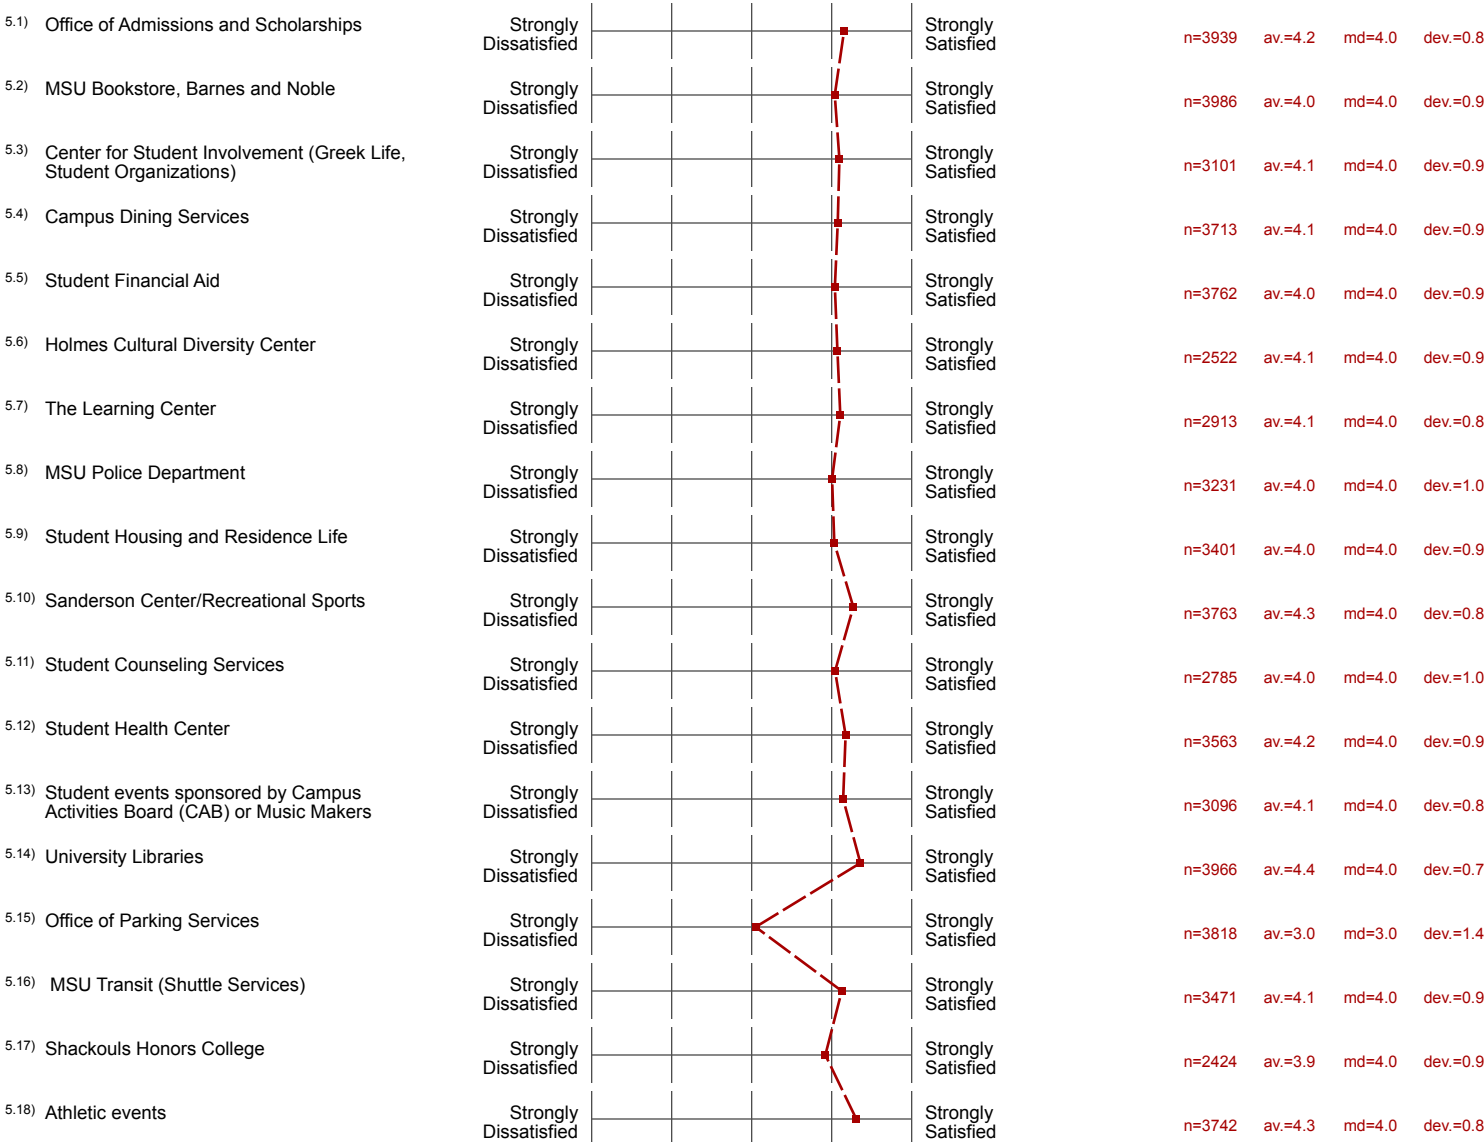 5.1) Office of Admissions and Scholarships Strongly Dissatisfied Strongly Satisfied n=3939 av.=4.2 md=4.0 dev.=0.8
5.2) MSU Bookstore, Barnes and Noble Strongly Dissatisfied Strongly Satisfied n=3986 av.=4.0 md=4.0 dev.=0.9
5.3) Center for Student Involvement (Greek Life, Student Organizations) Strongly Dissatisfied Strongly Satisfied n=3101 av.=4.1 md=4.0 dev.=0.9
5.4) Campus Dining Services Strongly Dissatisfied Strongly Satisfied n=3713 av.=4.1 md=4.0 dev.=0.9
5.5) Student Financial Aid Strongly Dissatisfied Strongly Satisfied n=3762 av.=4.0 md=4.0 dev.=0.9
5.6) Holmes Cultural Diversity Center Strongly Dissatisfied Strongly Satisfied n=2522 av.=4.1 md=4.0 dev.=0.9
5.7) The Learning Center Strongly Dissatisfied Strongly Satisfied n=2913 av.=4.1 md=4.0 dev.=0.8
5.8) MSU Police Department Strongly Dissatisfied Strongly Satisfied n=3231 av.=4.0 md=4.0 dev.=1.0
5.9) Student Housing and Residence Life Strongly Dissatisfied Strongly Satisfied n=3401 av.=4.0 md=4.0 dev.=0.9
5.10) Sanderson Center/Recreational Sports Strongly Dissatisfied Strongly Satisfied n=3763 av.=4.3 md=4.0 dev.=0.8
5.11) Student Counseling Services Strongly Dissatisfied Strongly Satisfied n=2785 av.=4.0 md=4.0 dev.=1.0
5.12) Student Health Center Strongly Dissatisfied Strongly Satisfied n=3563 av.=4.2 md=4.0 dev.=0.9
5.13) Student events sponsored by Campus Activities Board (CAB) or Music Makers Strongly Dissatisfied Strongly Satisfied n=3096 av.=4.1 md=4.0 dev.=0.8
5.14) University Libraries Strongly Dissatisfied Strongly Satisfied n=3966 av.=4.4 md=4.0 dev.=0.7
5.15) Office of Parking Services Strongly Dissatisfied Strongly Satisfied n=3818 av.=3.0 md=3.0 dev.=1.4
5.16) MSU Transit (Shuttle Services) Strongly Dissatisfied Strongly Satisfied n=3471 av.=4.1 md=4.0 dev.=0.9
5.17) Shackouls Honors College Strongly Dissatisfied Strongly Satisfied n=2424 av.=3.9 md=4.0 dev.=0.9
5.18) Athletic events Strongly Dissatisfied Strongly Satisfied n=3742 av.=4.3 md=4.0 dev.=0.8